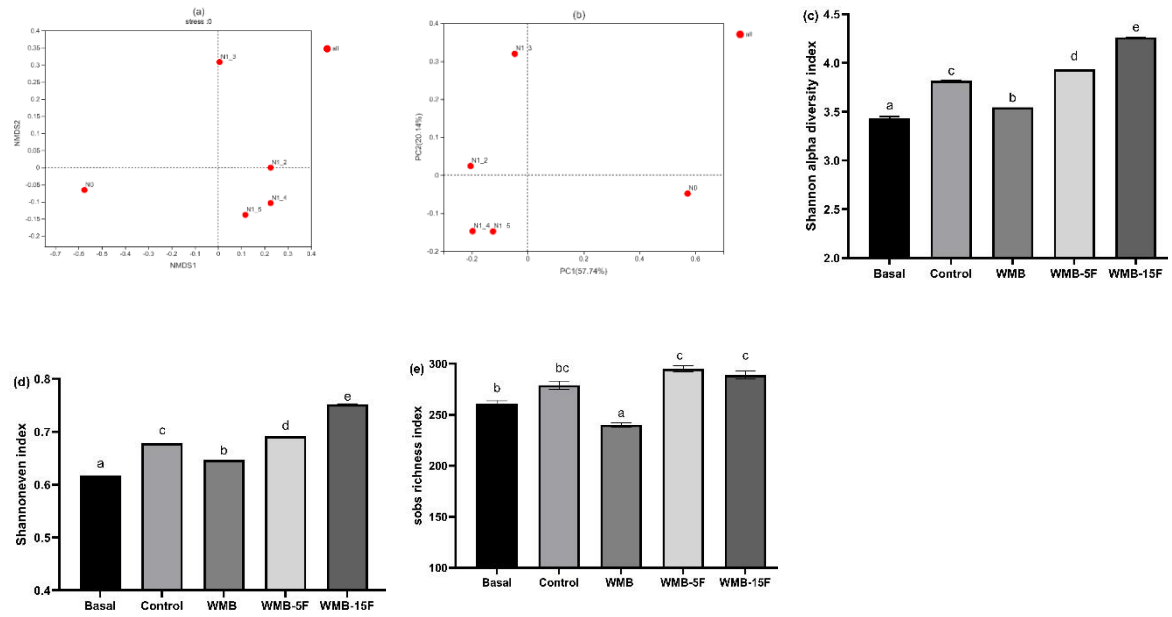 (a)
stress :0
all
N1_3
N1_2
N1_4
N1_5
N0
0.4
0.35
0.3
0.25
0.2
0.15
0.1
0.05
0
-0.05
-0.1
-0.15
-0.2
NMDS2
-0.7 -0.6 -0.5 -0.4 -0.3 -0.2 -0.1 0 0.1 0.2 0.3 0.4
NMDS1
(b)
all
N1_3
N1_2
N0
N1_4 N1_5
0.4
0.3
0.2
0.1
0
-0.1
-0.2
PC2(20.14%)
-0.2 0 0.2 0.4 0.6
PC1(57.74%)
(c)
Shannon alpha diversity index
4.5
4.0
3.5
3.0
2.5
2.0
a c b d e
Basal Control WMB WMB-5F WMB-15F
(d)
Shannoneven index
0.8
0.7
0.6
0.5
0.4
a c b d e
Basal Control WMB WMB-5F WMB-15F
(e)
sobs richness index
300
250
200
150
100
b bc a c c
Basal Control WMB WMB-5F WMB-15F